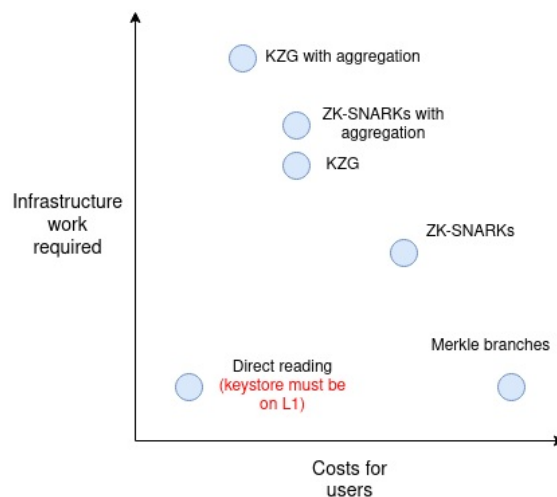 KZG with aggregation
ZK-SNARKs with
aggregation
KZG
Infrastructure
work
required
ZK-SNARKs
Merkle branches
Direct reading
(keystore must be
on L1)
Costs for
users